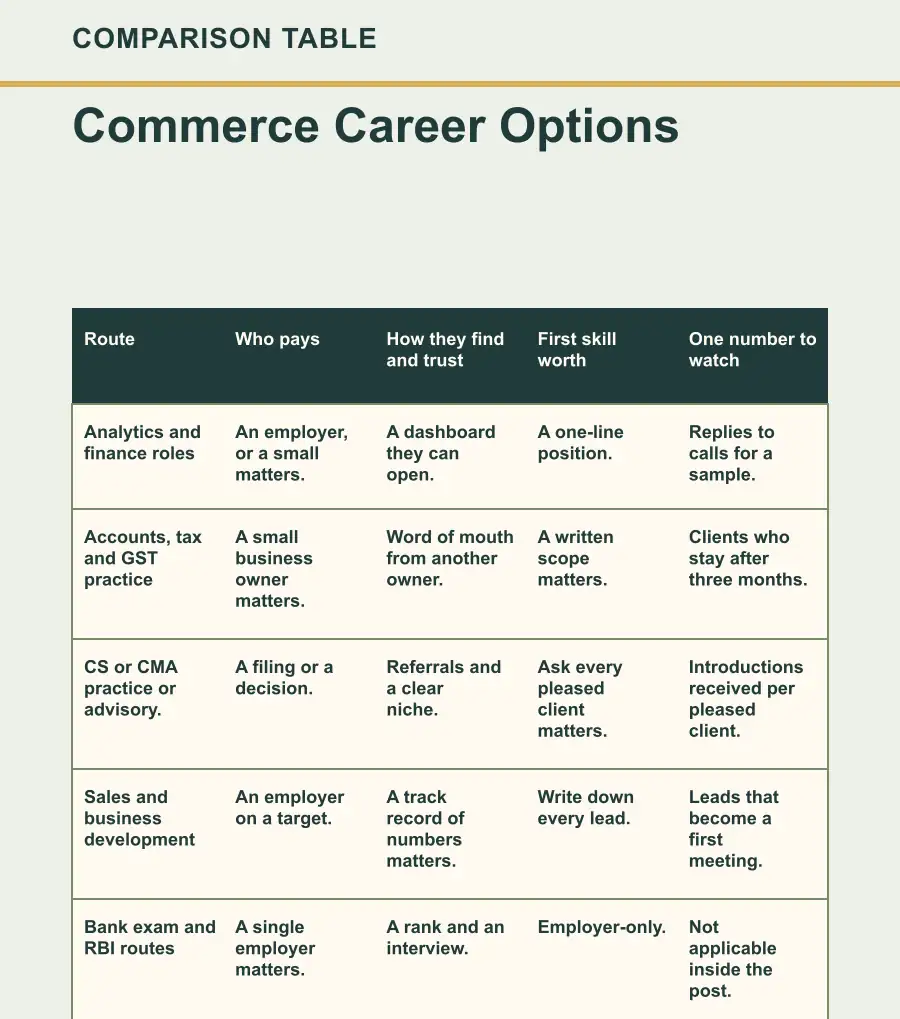 COMPARISON TABLE
Commerce Career Options
Route
Who pays
How they find
and trust
First skill
worth
One number to
watch
Analytics and
finance roles
An employer,
or a small
matters.
A dashboard
they can
open.
A one-line
position.
Replies to
calls for a
sample.
Accounts, tax
and GST
practice
A small
business
owner
matters.
Word of mouth
from another
owner.
A written
scope
matters.
Clients who
stay after
three months.
CS or CMA
practice or
advisory.
A filing or a
decision.
Referrals and
a clear
niche.
Ask every
pleased
client
matters.
Introductions
received per
pleased
client.
Sales and
business
development
An employer
on a target.
A track
record of
numbers
matters.
Write down
every lead.
Leads that
become a
first
meeting.
Bank exam and
RBI routes
A single
employer
matters.
A rank and an
interview.
Employer-only.
Not
applicable
inside the
post.